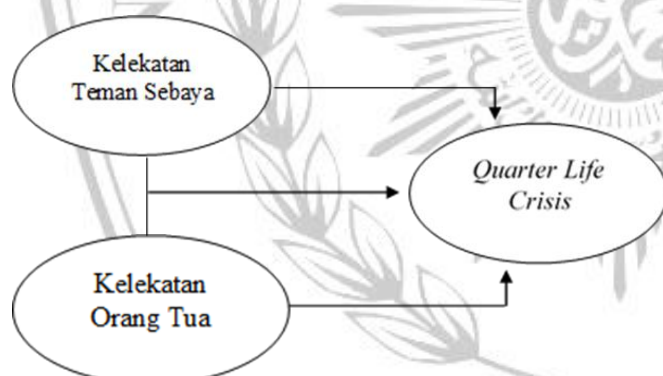 Kelekatan
Teman Sebaya
Quarter Life
Crisis
Kelekatan
Orang Tua